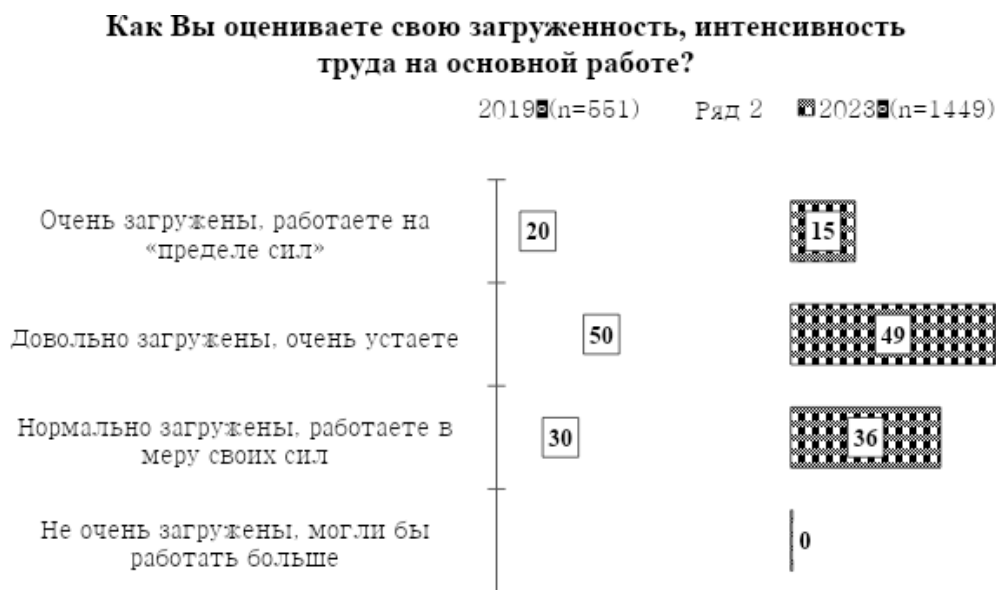 Как Вы оцениваете свою загруженность, интенсивность
труда на основной работе?
2019 (n=551) Ряд 2 2023 (n=1449)
Очень загружены, работаете на
«пределе сил»
20 15
Довольно загружены, очень устаете
50 49
Нормально загружены, работаете в
меру своих сил
30 36
Не очень загружены, могли бы
работать больше
0